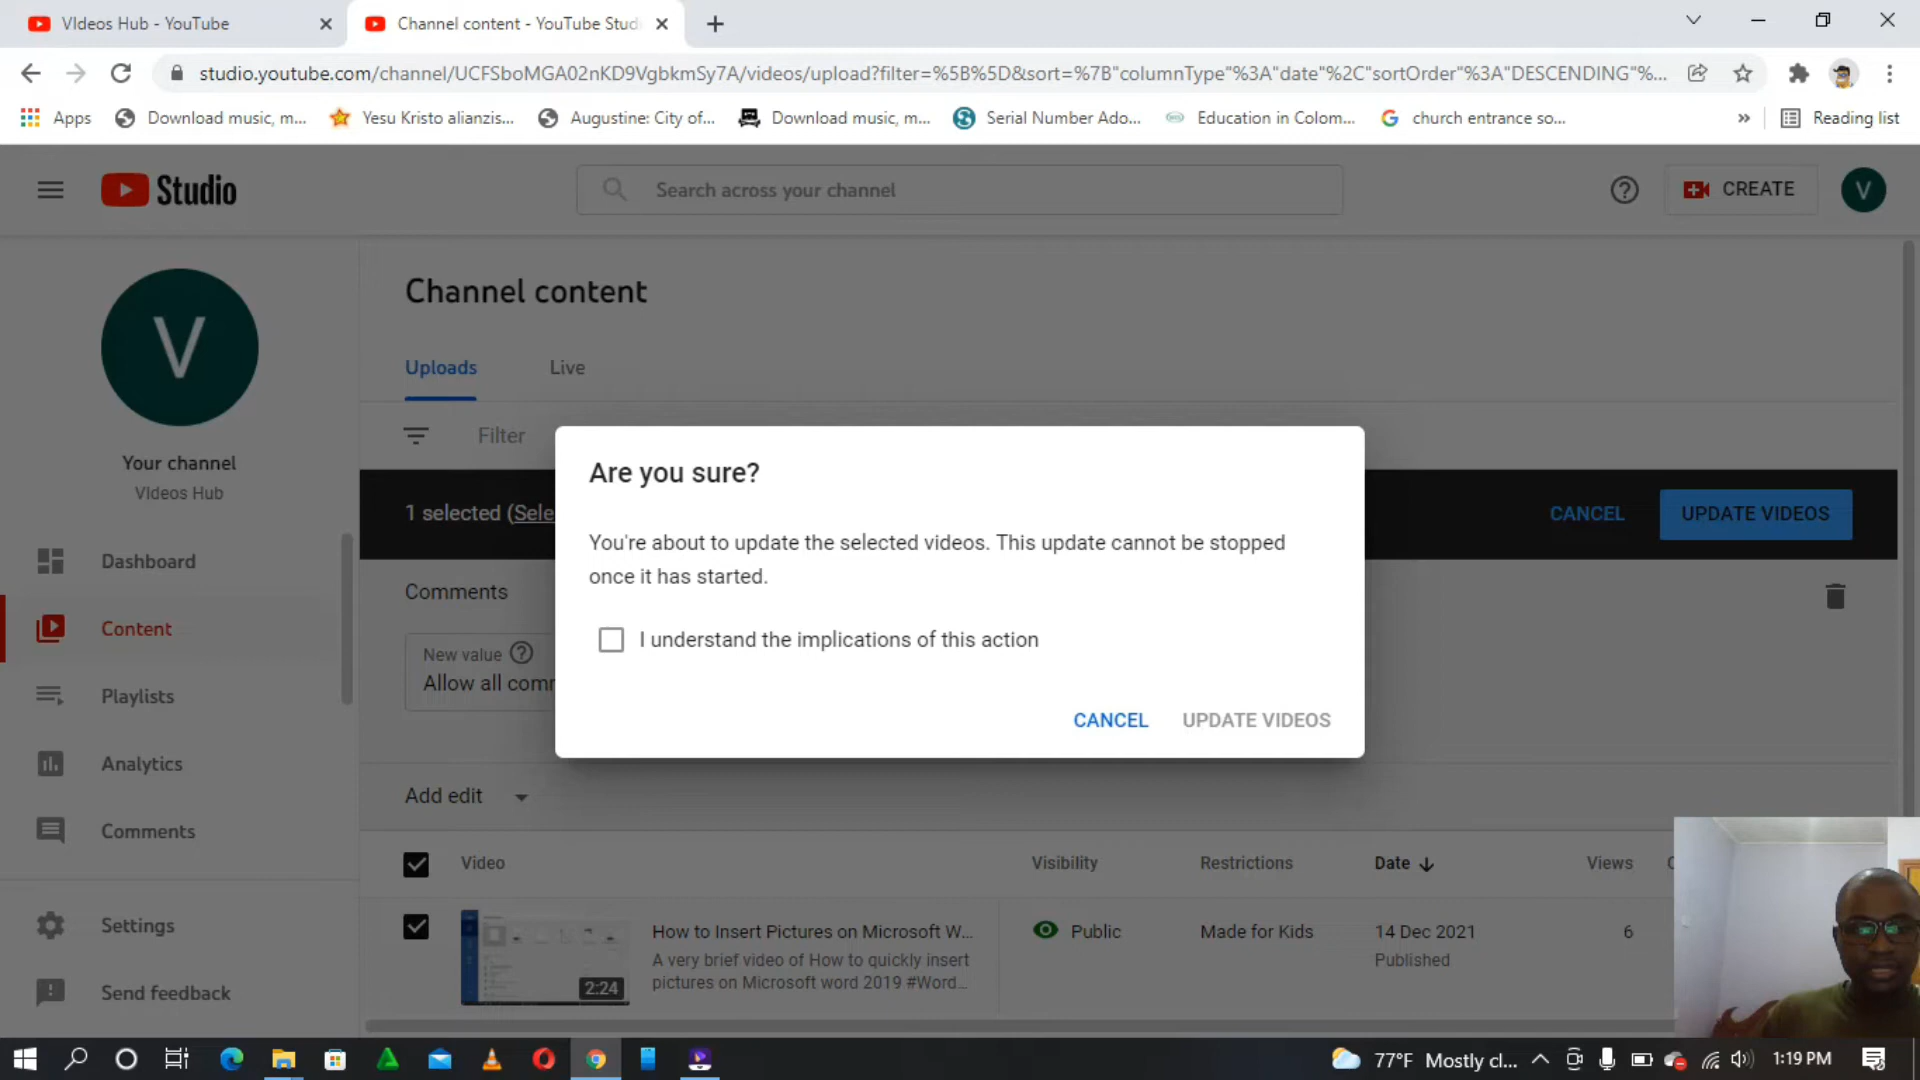 VIdeos Hub - YouTube
Channel content - YouTube Stud
studio.youtube.com/channel/UCFSboMGA02nKD9VgbkmSy7A/videos/upload?filter=%5B%5D&sort=%7B"columnType"%3A"date"%2C"sortOrder"%3A"DESCENDING"%...
Apps
Download music, m...
Yesu Kristo alianzis...
Augustine: City of...
Download music, m...
Serial Number Ado...
Education in Colom...
church entrance so...
»
Reading list
Studio
Search across your channel
CREATE
V
V
Your channel
VIdeos Hub
Dashboard
Content
Playlists
Analytics
Comments
Settings
Send feedback
Channel content
Uploads
Live
Filter
1 selected (Sele
CANCEL
UPDATE VIDEOS
Comments
New value
Allow all comm
Are you sure?
You're about to update the selected videos. This update cannot be stopped
once it has started.
I understand the implications of this action
CANCEL
UPDATE VIDEOS
Add edit
Video
Visibility
Restrictions
Date
Views
2:24
How to Insert Pictures on Microsoft W...
A very brief video of How to quickly insert
pictures on Microsoft word 2019 #Word...
Public
Made for Kids
14 Dec 2021
Published
6
77°F Mostly cl...
1:19 PM